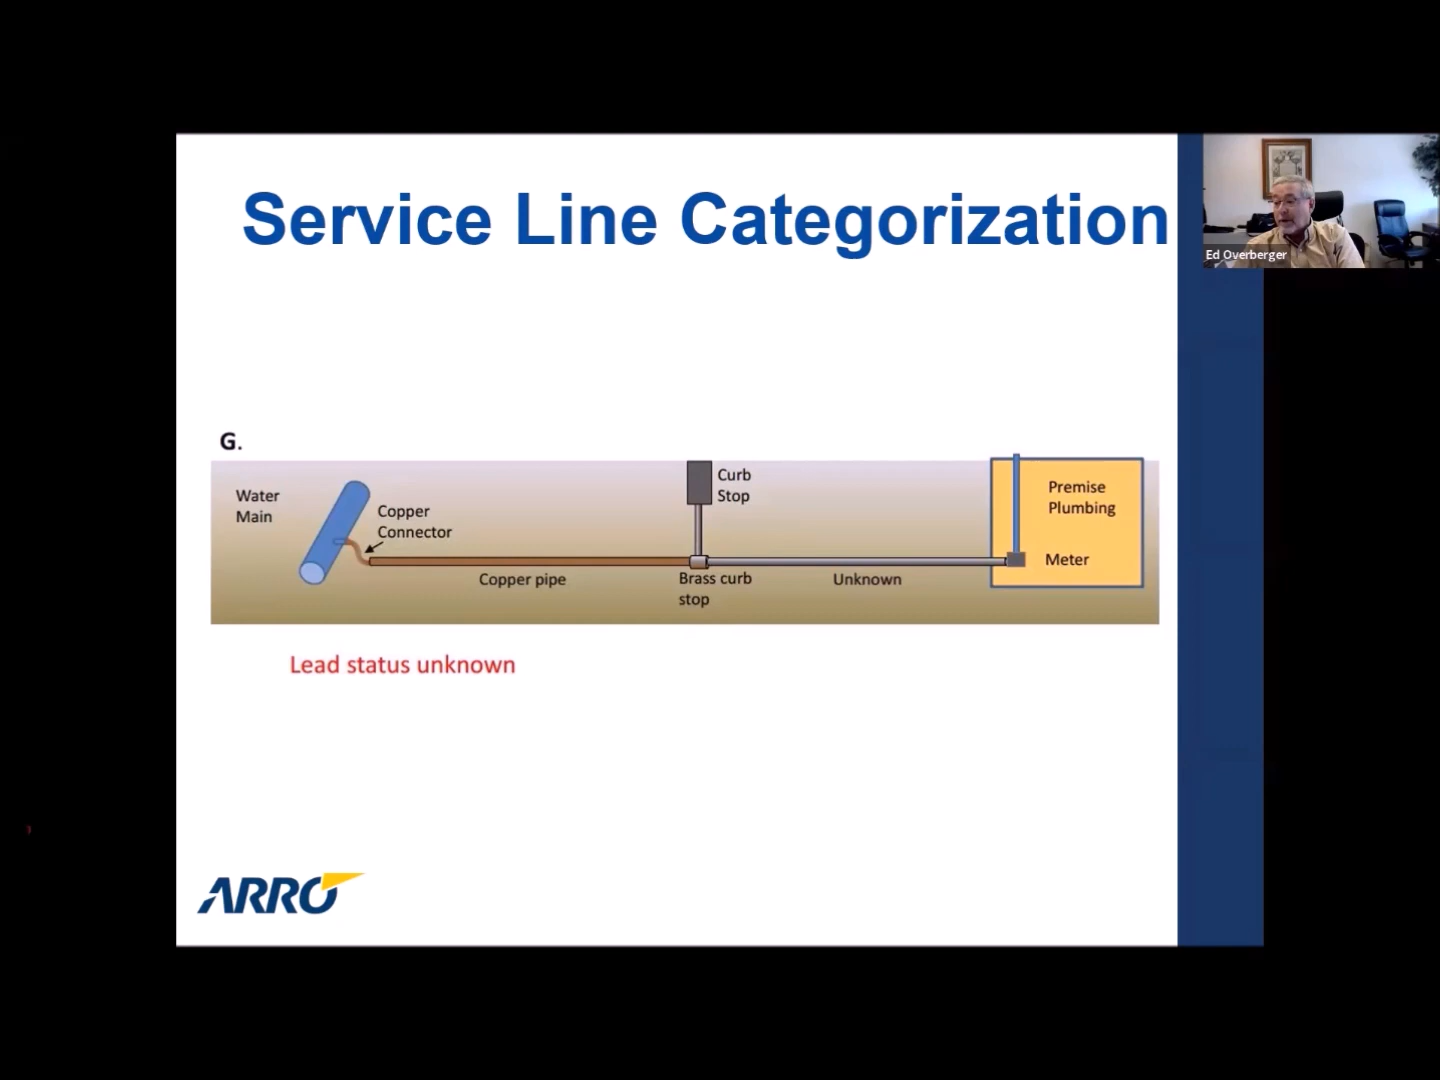 Service Line Categorization
Ed Overberger
G.
Water
Main
Copper
Connector
Curb
Stop
Premise
Plumbing
Meter
Copper pipe
Brass curb
stop
Unknown
Lead status unknown
ARRO